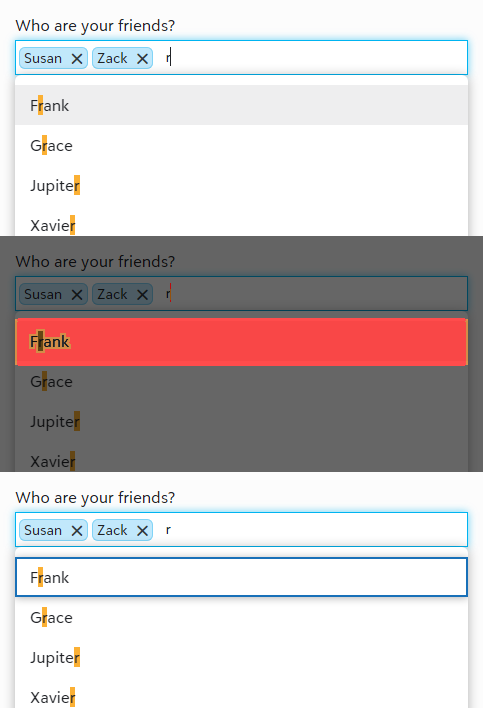 Who are your friends?
Susan Zack r
Frank
Grace
Jupiter
Xavier
Who are your friends?
Susan Zack r
Frank
Grace
Jupiter
Xavier
Who are your friends?
Susan Zack r
Frank
Grace
Jupiter
Xavier